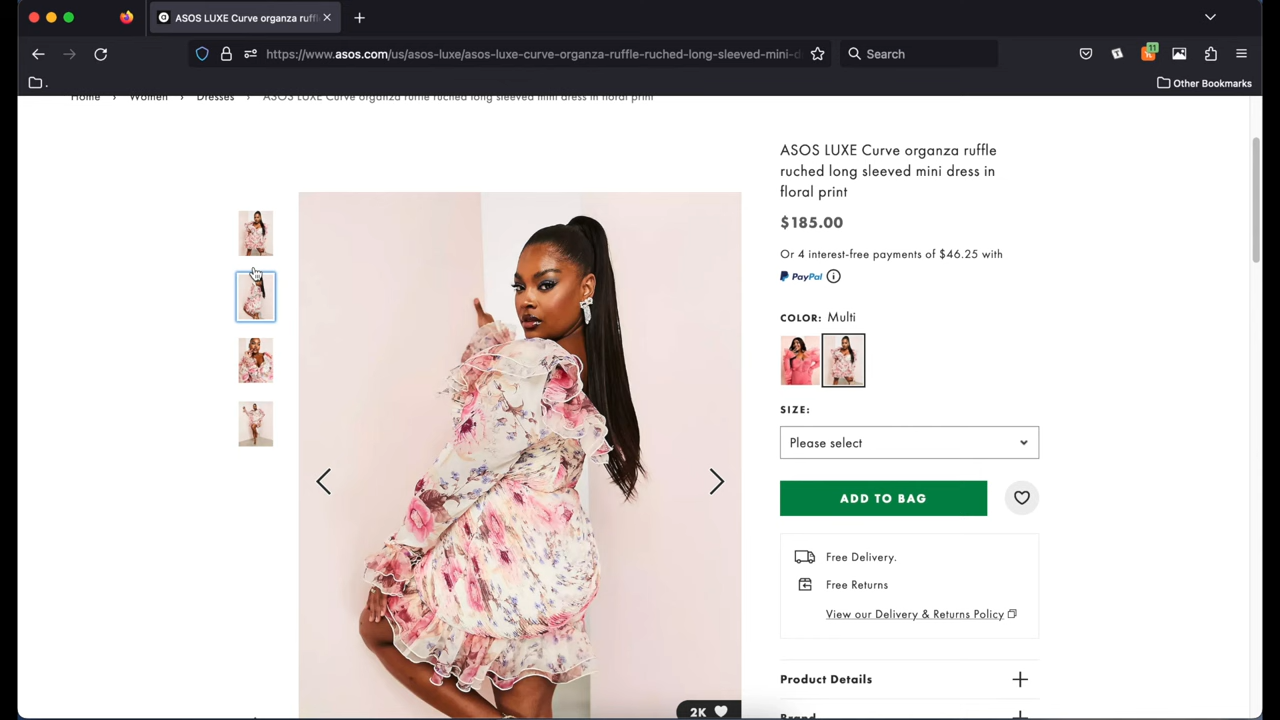 ASOS LUXE Curve organza ruffl
https://www.asos.com/us/asos-luxe/asos-luxe-curve-organza-ruffle-ruched-long-sleeved-mini-d
Search
11
.
Other Bookmarks
Home > Women > Dresses > ASOS LUXE Curve organza ruffle ruched long sleeved mini dress in floral print
ASOS LUXE Curve organza ruffle
ruched long sleeved mini dress in
floral print
$185.00
Or 4 interest-free payments of $46.25 with
PayPal
COLOR: Multi
SIZE:
Please select
ADD TO BAG
Free Delivery.
Free Returns
View our Delivery & Returns Policy
Product Details
Brand
2K